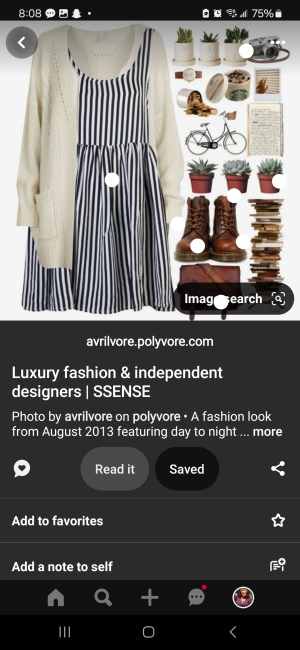 8:08
75%
Image search
avrilvore.polyvore.com
Luxury fashion & independent
designers | SSENSE
Photo by avrilvore on polyvore • A fashion look
from August 2013 featuring day to night ... more
Read it
Saved
Add to favorites
Add a note to self